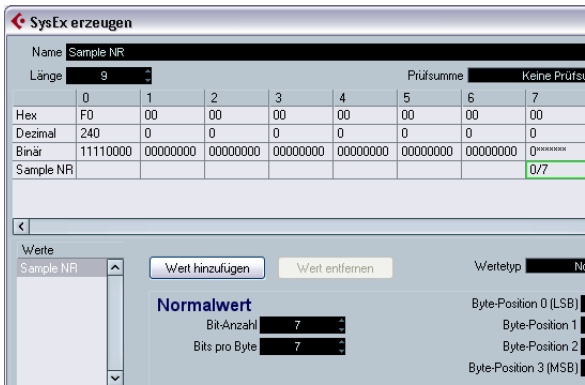 SysEx erzeugen
Name Sample NR
Länge 9 Prüfsumme Keine
0 1 2 3 4 5 6 7
Hex F0 00 00 00 00 00 00 00
Dezimal 240 0 0 0 0 0 0 0
Binär 11110000 00000000 00000000 00000000 00000000 00000000 00000000 0*******
Sample NR 0/7
Werte
Sample NR Wert hinzufügen Wert entfernen Wertetyp
Normalwert Byte-Position 0 (LSB)
Bit-Anzahl 7 Byte-Position 1
Bits pro Byte 7 Byte-Position 2
Byte-Position 3 (MSB)